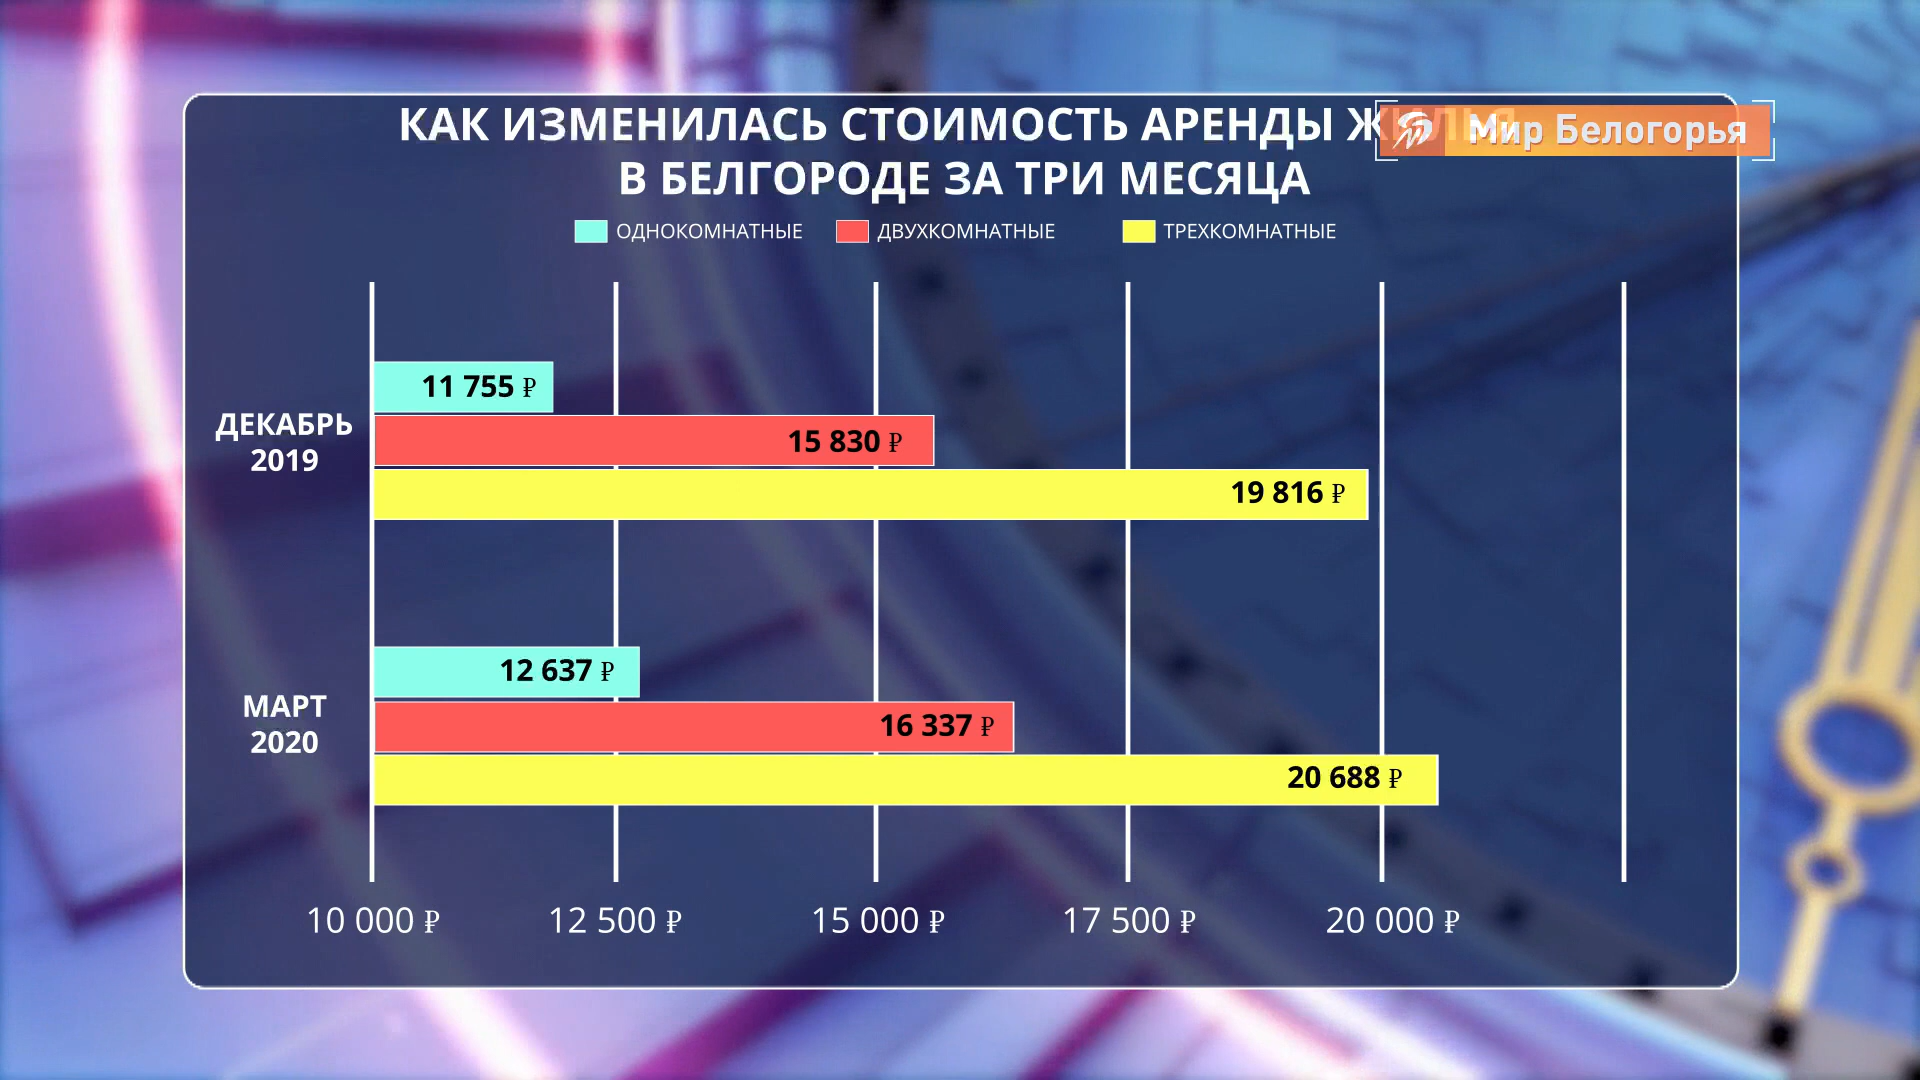 КАК ИЗМЕНИЛАСЬ СТОИМОСТЬ АРЕНДЫ ЖИЛЬЯ
Мир Белогорья
В БЕЛГОРОДЕ ЗА ТРИ МЕСЯЦА
ОДНОКОМНАТНЫЕ ДВУХКОМНАТНЫЕ ТРЕХКОМНАТНЫЕ
11 755 ₽
ДЕКАБРЬ
2019
15 830 ₽
19 816 ₽
12 637 ₽
МАРТ
2020
16 337 ₽
20 688 ₽
10 000 ₽ 12 500 ₽ 15 000 ₽ 17 500 ₽ 20 000 ₽